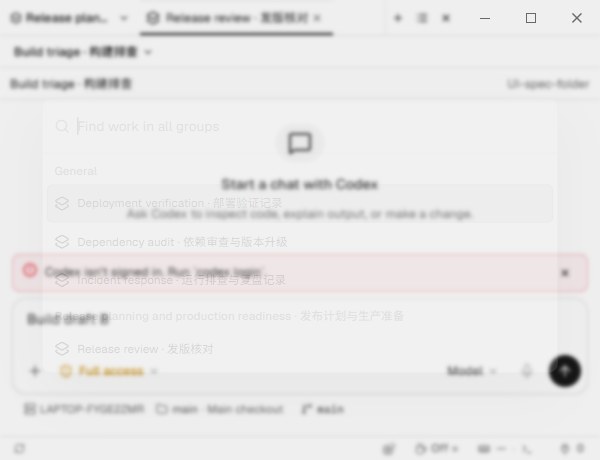 Release plan...
Release review · 发版核对
Build triage · 构建排查
Build triage · 构建排查
UI-spec-folder
Find work in all groups
General
Start a chat with Codex
Deployment verification · 部署验证记录
Ask Codex to inspect code, explain output, or make a change.
Dependency audit · 依赖审查与版本升级
Codex isn't signed in. Run `codex login`.
Incident response · 运行排查与复盘记录
Build draft B
planning and production readiness · 发布计划与生产准备
Release review · 发版核对
Full access
Model
LAPTOP-FYGE2ZMR
main · Main checkout
main
Off
0